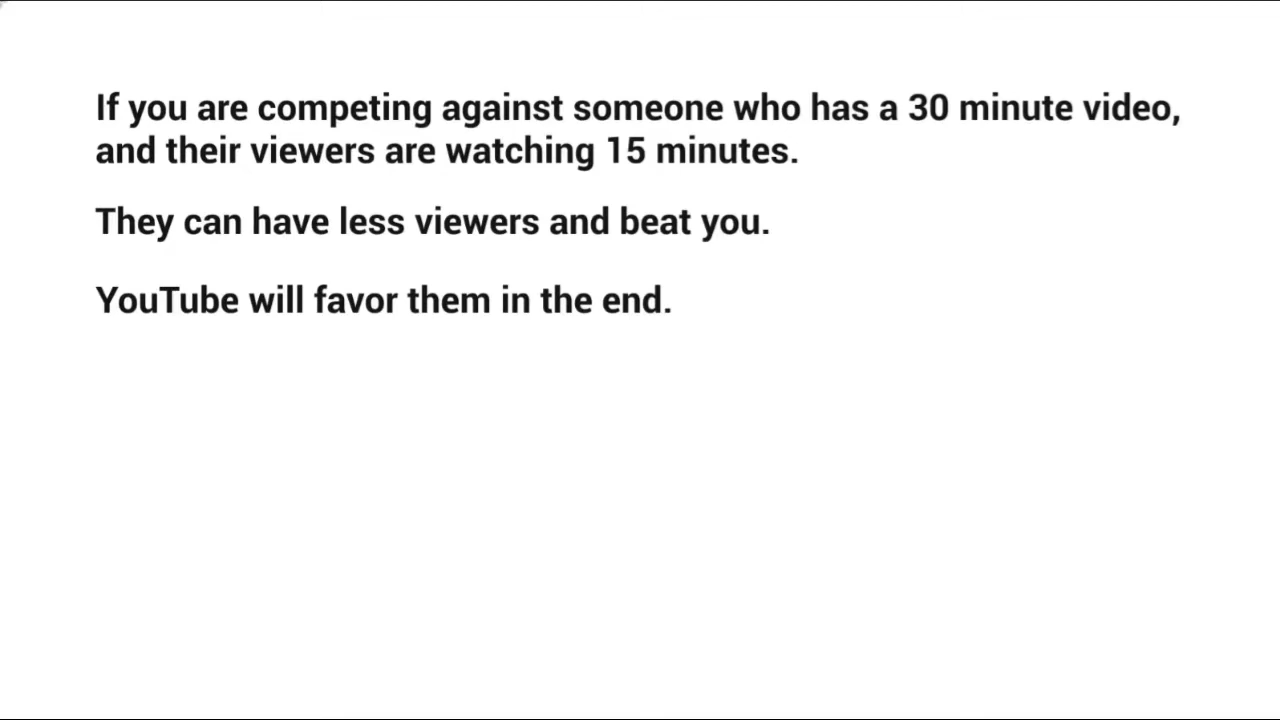 If you are competing against someone who has a 30 minute video,
and their viewers are watching 15 minutes.
They can have less viewers and beat you.
YouTube will favor them in the end.